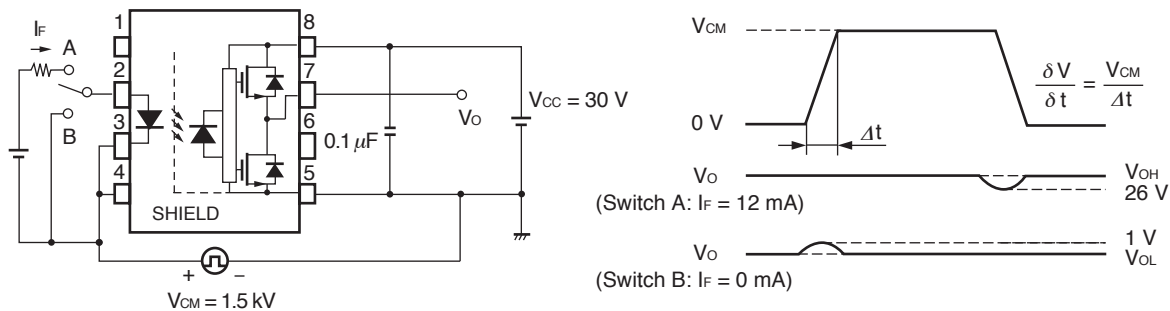 IF
A
B
1
2
3
4
8
7
6
5
SHIELD
0.1 μF
VO
VCC = 30 V
+ −
VCM = 1.5 kV
VCM
0 V
Δt
δV/δt = VCM/Δt
VO
(Switch A: IF = 12 mA)
VOH
26 V
VO
(Switch B: IF = 0 mA)
1 V
VOL